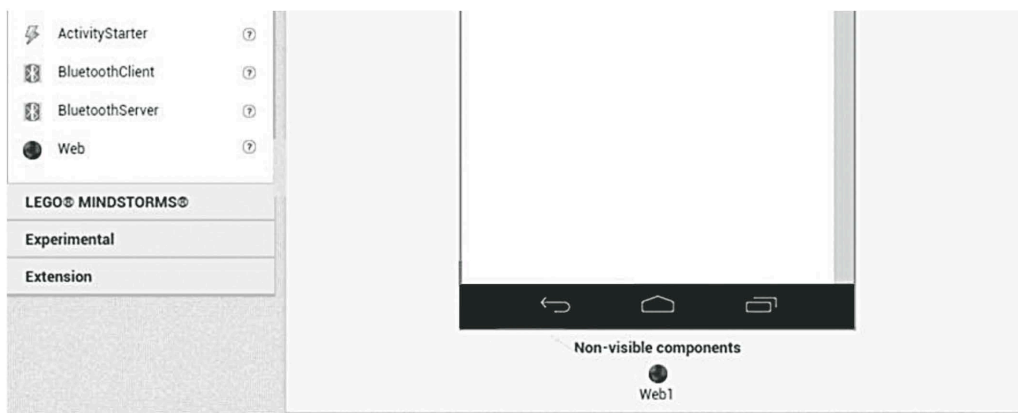 ActivityStarter
BluetoothClient
BluetoothServer
Web
LEGO® MINDSTORMS®
Experimental
Extension
Non-visible components
Web1